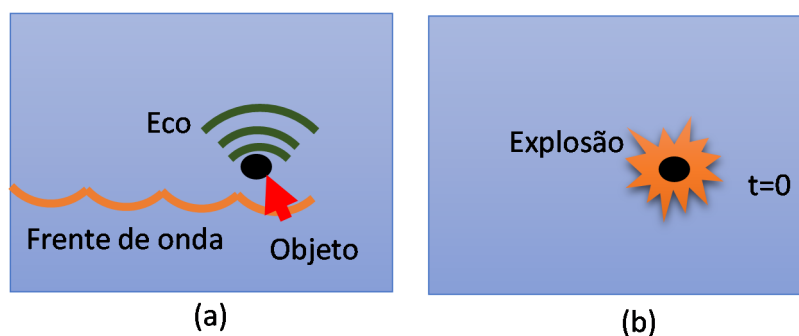 Eco
Frente de onda
Objeto
(a)
Explosão
t=0
(b)